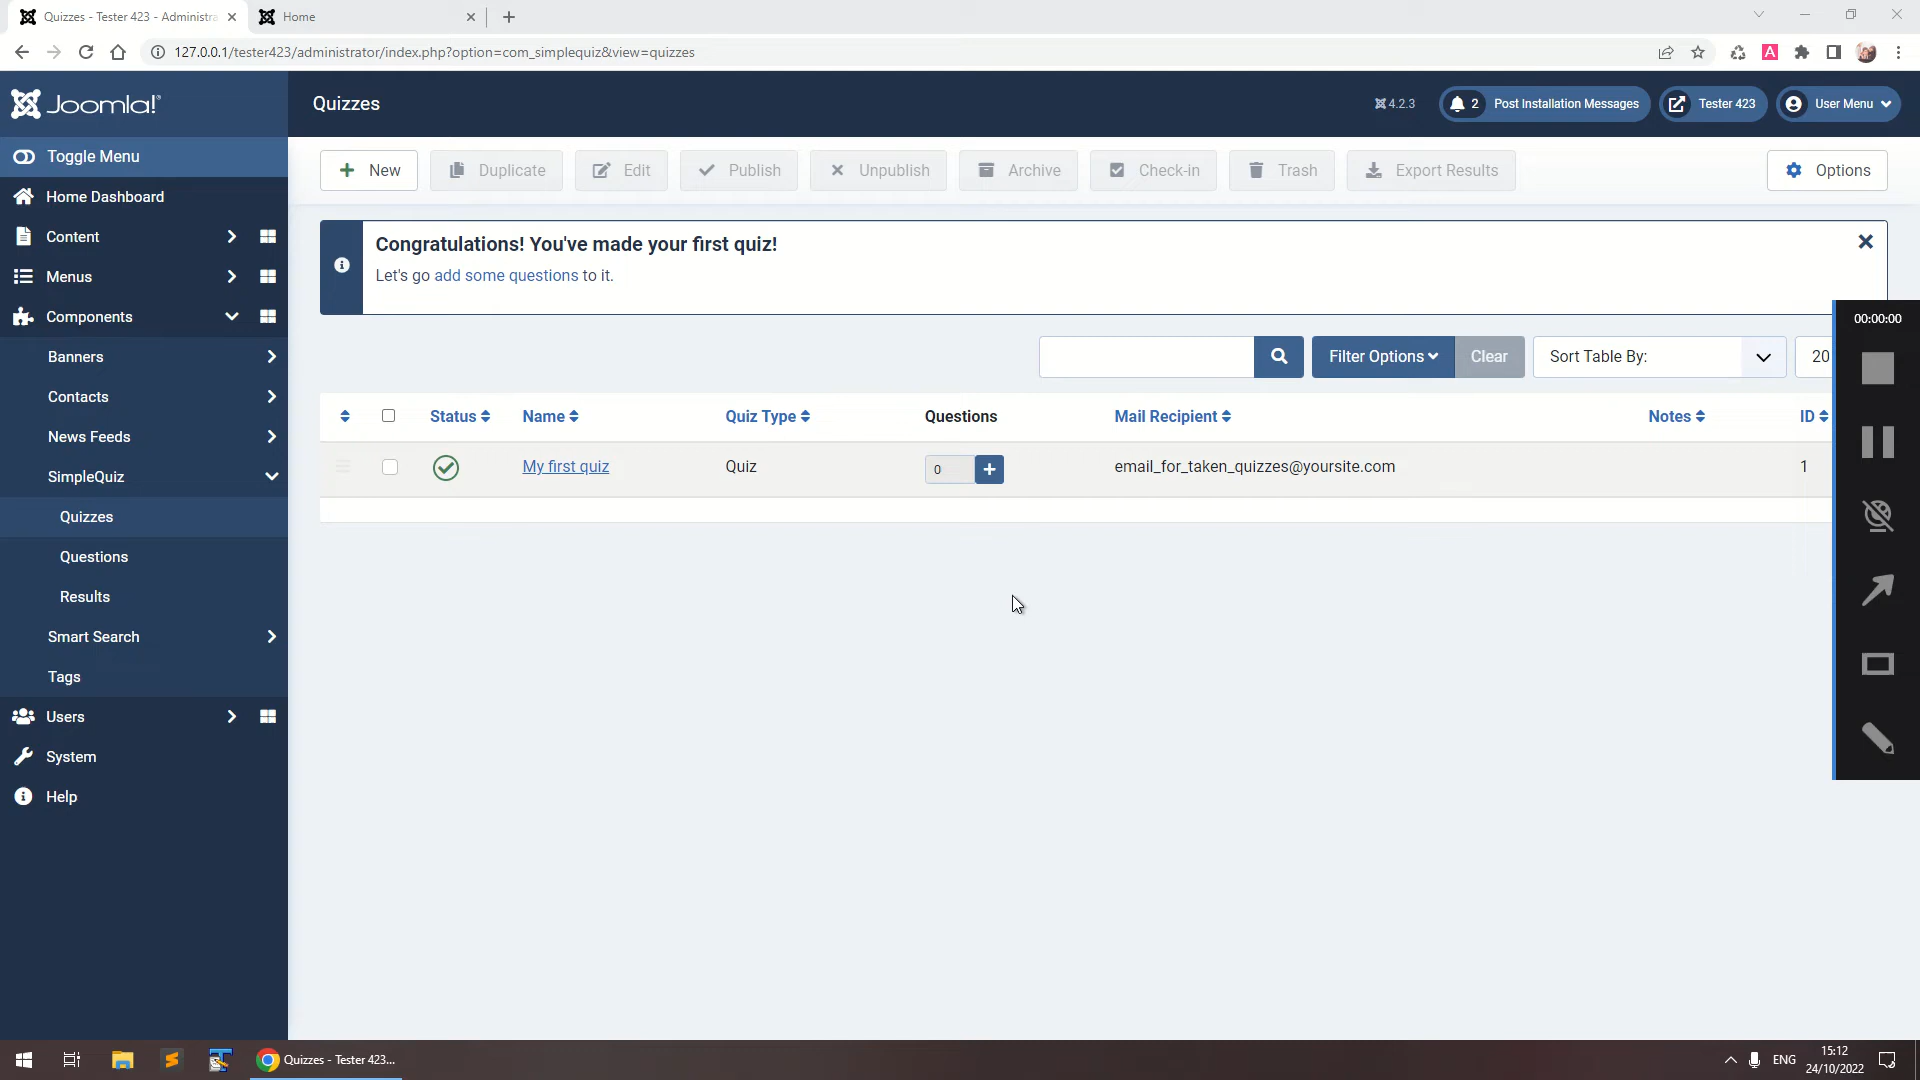 Quizzes - Tester 423 - Administra
Home
127.0.0.1/tester423/administrator/index.php?option=com_simplequiz&view=quizzes
Joomla!
Quizzes
4.2.3
2
Post Installation Messages
Tester 423
User Menu
Toggle Menu
Home Dashboard
Content
Menus
Components
Banners
Contacts
News Feeds
SimpleQuiz
Quizzes
Questions
Results
Smart Search
Tags
Users
System
Help
New
Duplicate
Edit
Publish
Unpublish
Archive
Check-in
Trash
Export Results
Options
Congratulations! You've made your first quiz!
Let's go add some questions to it.
Filter Options
Clear
Sort Table By:
20
Status
Name
Quiz Type
Questions
Mail Recipient
Notes
ID
My first quiz
Quiz
0
email_for_taken_quizzes@yoursite.com
1
00:00:00
Quizzes - Tester 423...
ENG
15:12
24/10/2022